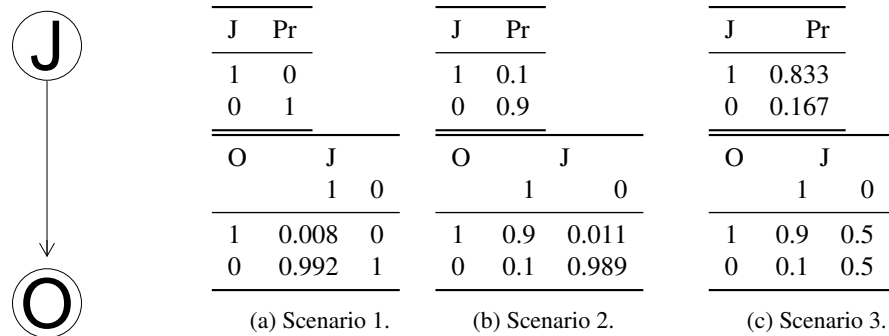 J
O
J Pr
1 0
0 1
O J
1 0
1 0.008 0
0 0.992 1
(a) Scenario 1.
J Pr
1 0.1
0 0.9
O J
1 0
1 0.9 0.011
0 0.1 0.989
(b) Scenario 2.
J Pr
1 0.833
0 0.167
O J
1 0
1 0.9 0.5
0 0.1 0.5
(c) Scenario 3.